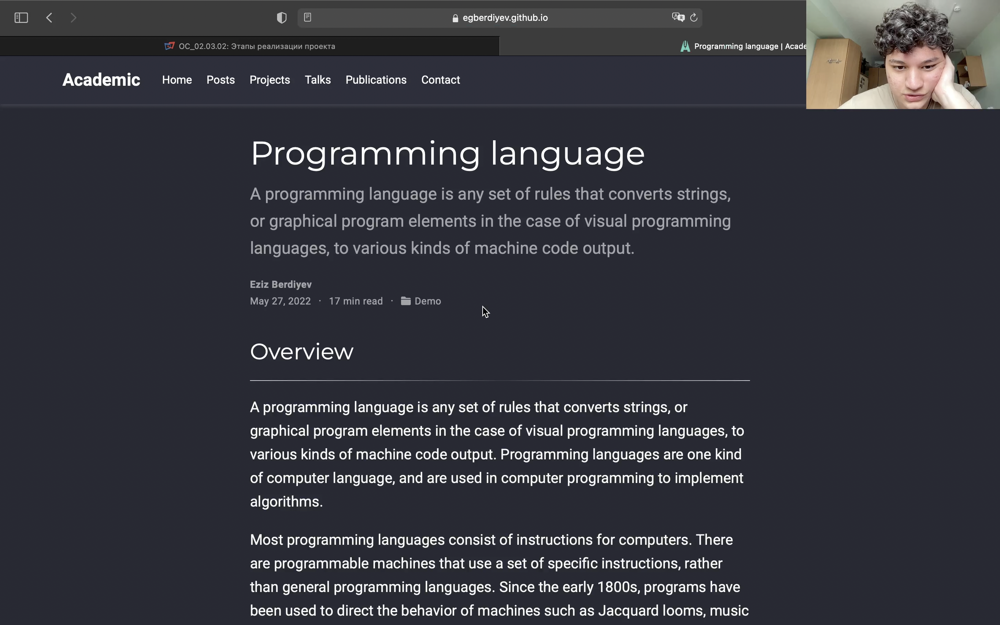 egberdiyev.github.io
ОС_02.03.02: Этапы реализации проекта
Programming language | Acade
Academic Home Posts Projects Talks Publications Contact
Programming language
A programming language is any set of rules that converts strings,
or graphical program elements in the case of visual programming
languages, to various kinds of machine code output.
Eziz Berdiyev
May 27, 2022 · 17 min read · Demo
Overview
A programming language is any set of rules that converts strings, or
graphical program elements in the case of visual programming languages, to
various kinds of machine code output. Programming languages are one kind
of computer language, and are used in computer programming to implement
algorithms.
Most programming languages consist of instructions for computers. There
are programmable machines that use a set of specific instructions, rather
than general programming languages. Since the early 1800s, programs have
been used to direct the behavior of machines such as Jacquard looms, music